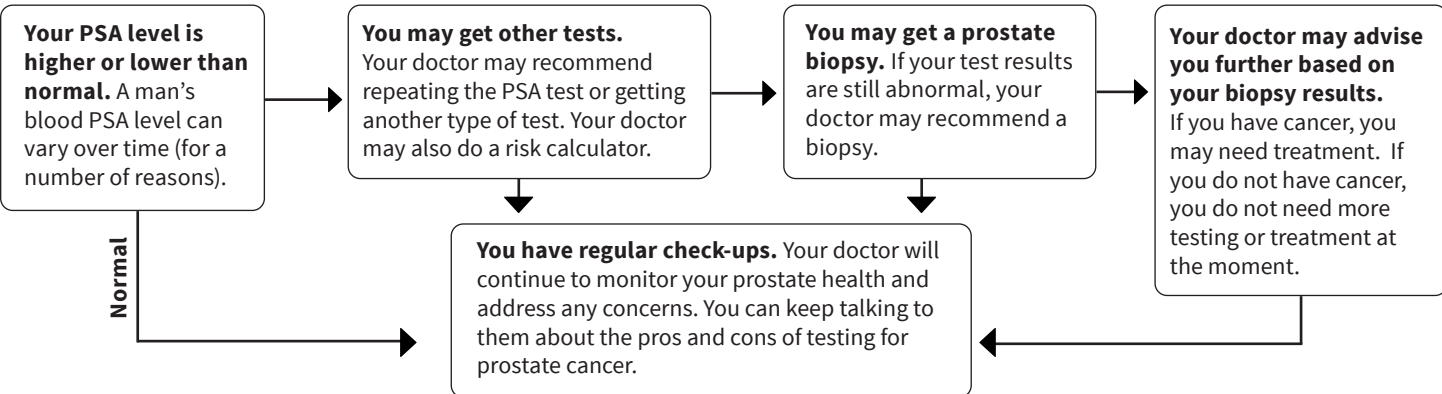 Your PSA level is
higher or lower than
normal. A man's
blood PSA level can
vary over time (for a
number of reasons).
You may get other tests.
Your doctor may recommend
repeating the PSA test or getting
another type of test. Your doctor
may also do a risk calculator.
You may get a prostate
biopsy. If your test results
are still abnormal, your
doctor may recommend a
biopsy.
Your doctor may advise
you further based on
your biopsy results.
If you have cancer, you
may need treatment.  If
you do not have cancer,
you do not need more
testing or treatment at
the moment.
Normal
You have regular check-ups. Your doctor will
continue to monitor your prostate health and
address any concerns. You can keep talking to
them about the pros and cons of testing for
prostate cancer.